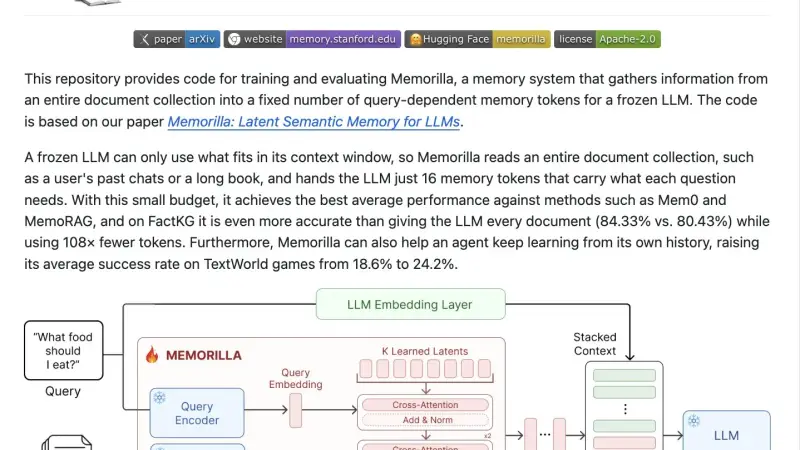 paper arXiv website memory.stanford.edu Hugging Face memorilla license Apache-2.0
This repository provides code for training and evaluating Memorilla, a memory system that gathers information from
an entire document collection into a fixed number of query-dependent memory tokens for a frozen LLM. The code
is based on our paper Memorilla: Latent Semantic Memory for LLMs.
A frozen LLM can only use what fits in its context window, so Memorilla reads an entire document collection, such
as a user's past chats or a long book, and hands the LLM just 16 memory tokens that carry what each question
needs. With this small budget, it achieves the best average performance against methods such as Mem0 and
MemoRAG, and on FactKG it is even more accurate than giving the LLM every document (84.33% vs. 80.43%) while
using 108× fewer tokens. Furthermore, Memorilla can also help an agent keep learning from its own history, raising
its average success rate on TextWorld games from 18.6% to 24.2%.
LLM Embedding Layer
"What food
should
I eat?"
Query
MEMORILLA
Query
Encoder
Query
Embedding
K Learned Latents
Cross-Attention
Add & Norm
x2
Cross-Attention
Stacked
Context
LLM